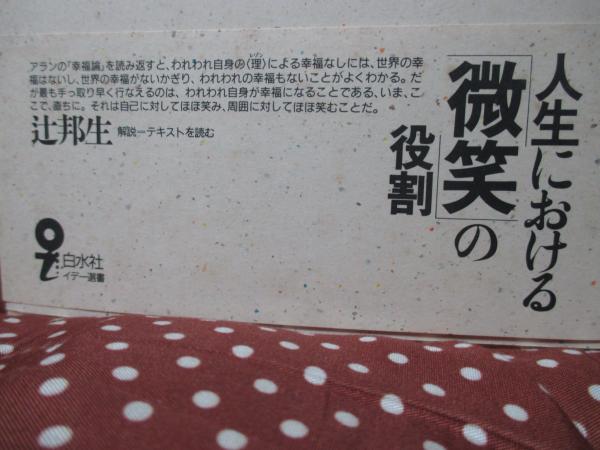 人生における
「微笑」の
役割
アランの「幸福論」を読み返すと、われわれ自身の〈理〉による幸福なしには、世界の幸
レゾン
福はないし、世界の幸福がないかぎり、われわれの幸福もないことがよくわかる。だ
が最も手っ取り早く行なえるのは、われわれ自身が幸福になることである、いま、こ
こで、直ちに。それは自己に対してほほ笑み、周囲に対してほほ笑むことだ。
辻邦生 解説―テキストを読む
白水社
イデー選書